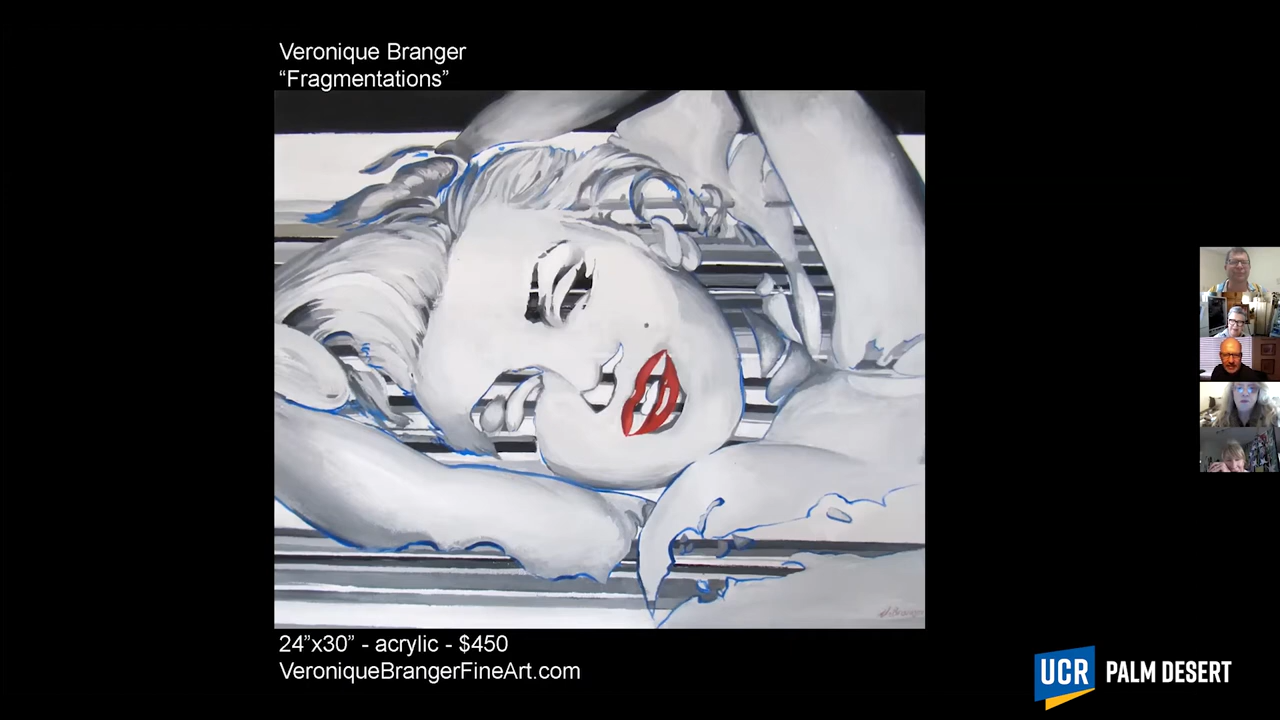 Veronique Branger
“Fragmentations”
24”x30” - acrylic - $450
VeroniqueBrangerFineArt.com
UCR PALM DESERT